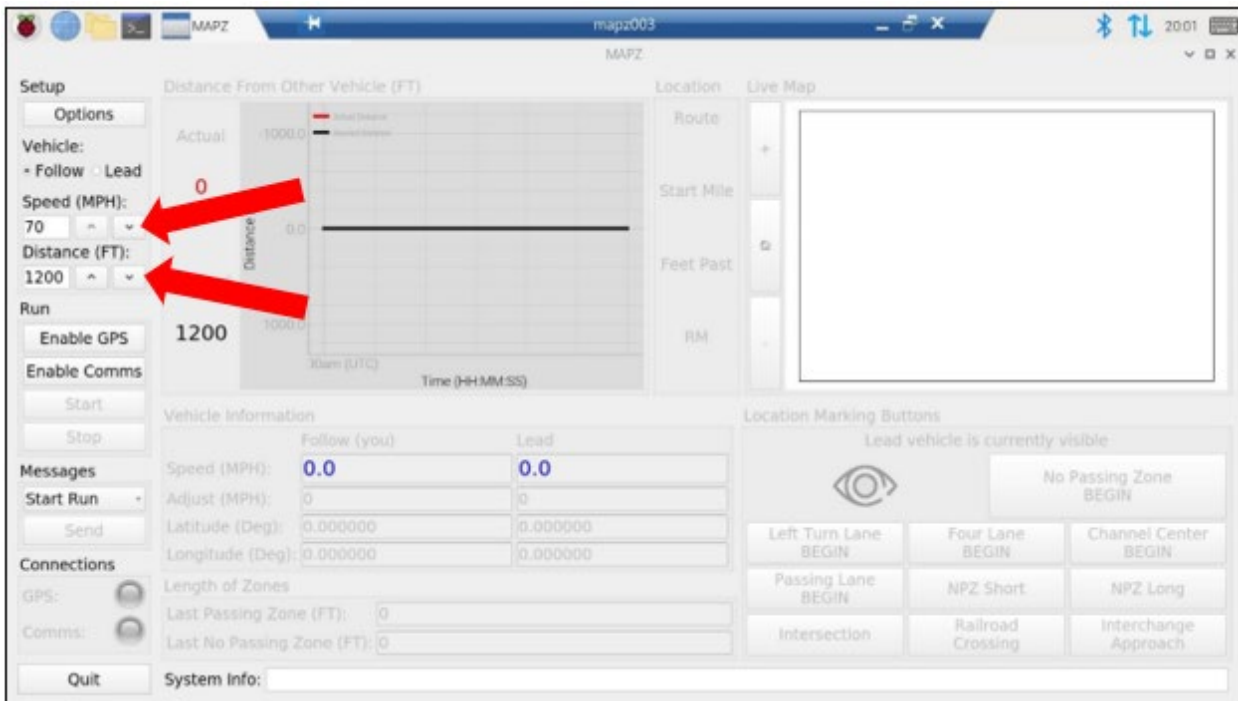 MAPZ
mapz003
20:01
MAPZ
Setup
Options
Vehicle:
Follow Lead
Speed (MPH):
70
Distance (FT):
1200
Run
Enable GPS
Enable Comms
Start
Stop
Messages
Start Run
Send
Connections
GPS:
Comms:
Quit
Distance From Other Vehicle (FT)
Actual
0
1200
-1000.0
0.0
1000.0
Distance
(UTC)
Time (HH:MM:SS)
Location
Route
Start Mile
Feet Past
RM
Live Map
+
-
Vehicle Information
Follow (you) Lead
Speed (MPH): 0.0 0.0
Adjust (MPH): 0 0
Latitude (Deg): 0.000000 0.000000
Longitude (Deg): 0.000000 0.000000
Length of Zones
Last Passing Zone (FT): 0
Last No Passing Zone (FT): 0
System Info:
Location Marking Buttons
Lead vehicle is currently visible
No Passing Zone
BEGIN
Left Turn Lane
BEGIN
Four Lane
BEGIN
Channel Center
BEGIN
Passing Lane
BEGIN
NPZ Short
NPZ Long
Intersection
Railroad
Crossing
Interchange
Approach